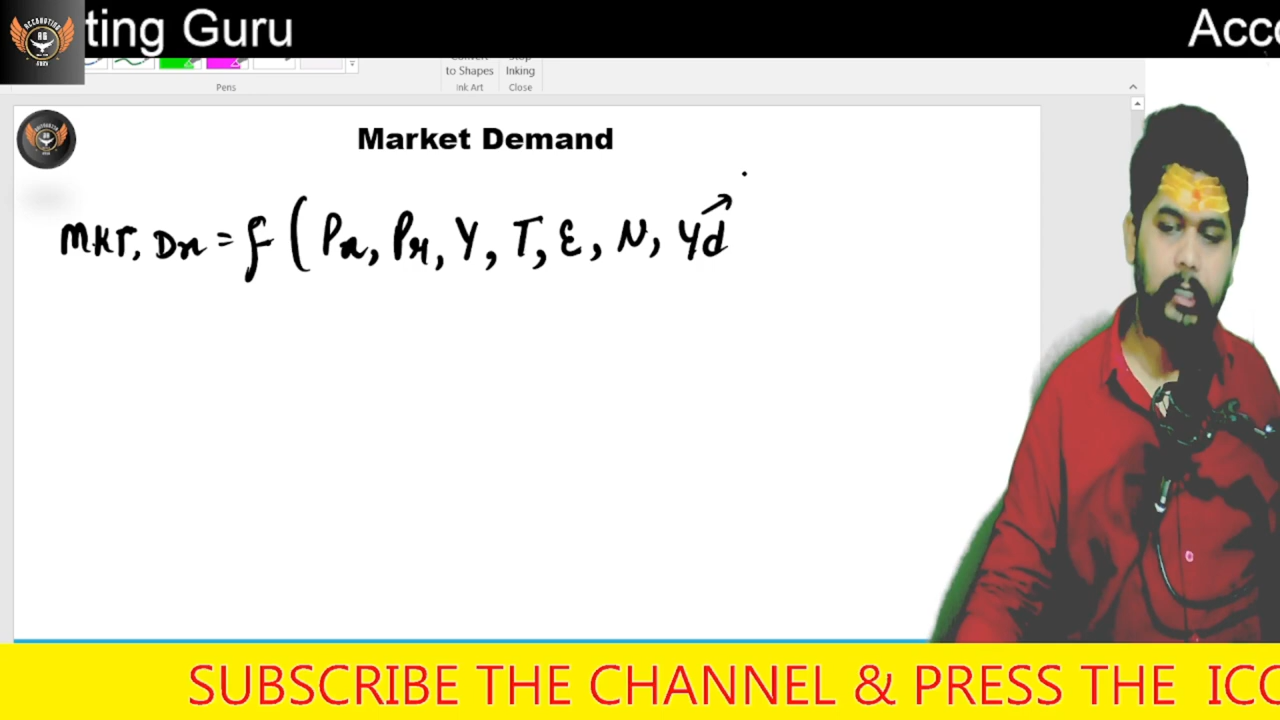 ting Guru
Acco
to Shapes
Inking
Pens
Ink Art
Close
Market Demand
MKT, Dx = f ( Px, Pr, Y, T, E, N, Yd
SUBSCRIBE THE CHANNEL & PRESS THE ICO